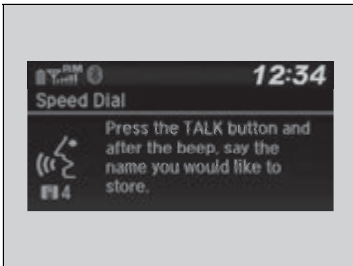 RM 12:34
Speed Dial
Press the TALK button and
after the beep, say the
name you would like to
store.
4